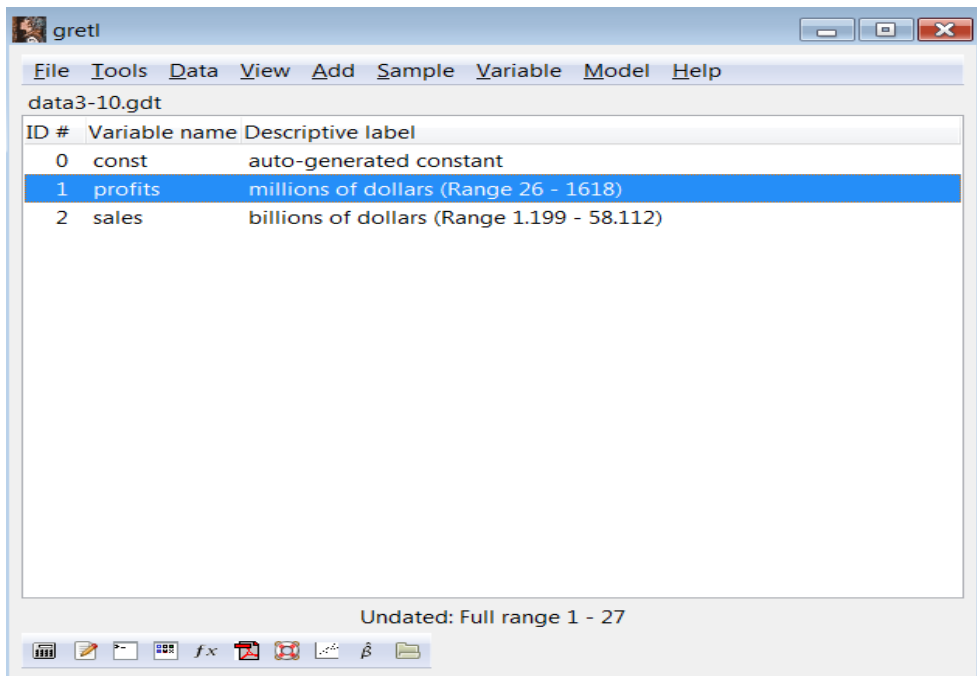 gretl
File Tools Data View Add Sample Variable Model Help
data3-10.gdt
ID # Variable name Descriptive label
0 const auto-generated constant
1 profits millions of dollars (Range 26 - 1618)
2 sales billions of dollars (Range 1.199 - 58.112)
Undated: Full range 1 - 27
fx β̂